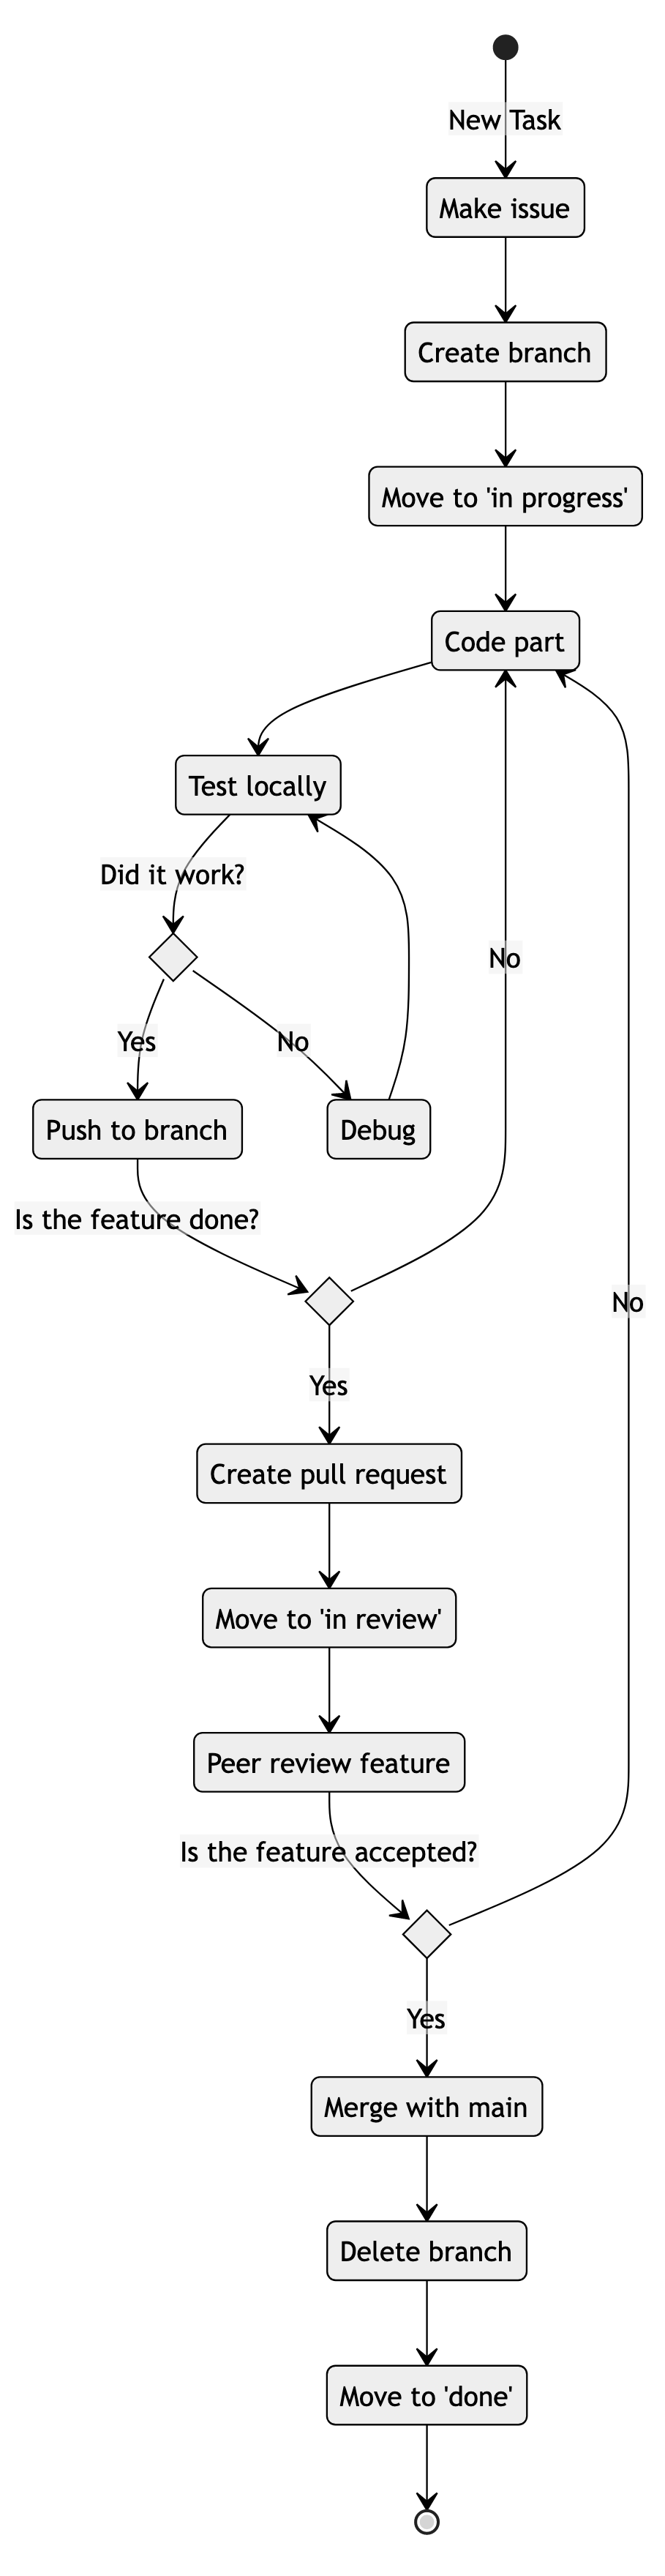 New Task
Make issue
Create branch
Move to 'in progress'
Code part
Test locally
Did it work?
No
Yes
No
Push to branch
Debug
Is the feature done?
No
Yes
Create pull request
Move to 'in review'
Peer review feature
Is the feature accepted?
Yes
Merge with main
Delete branch
Move to 'done'